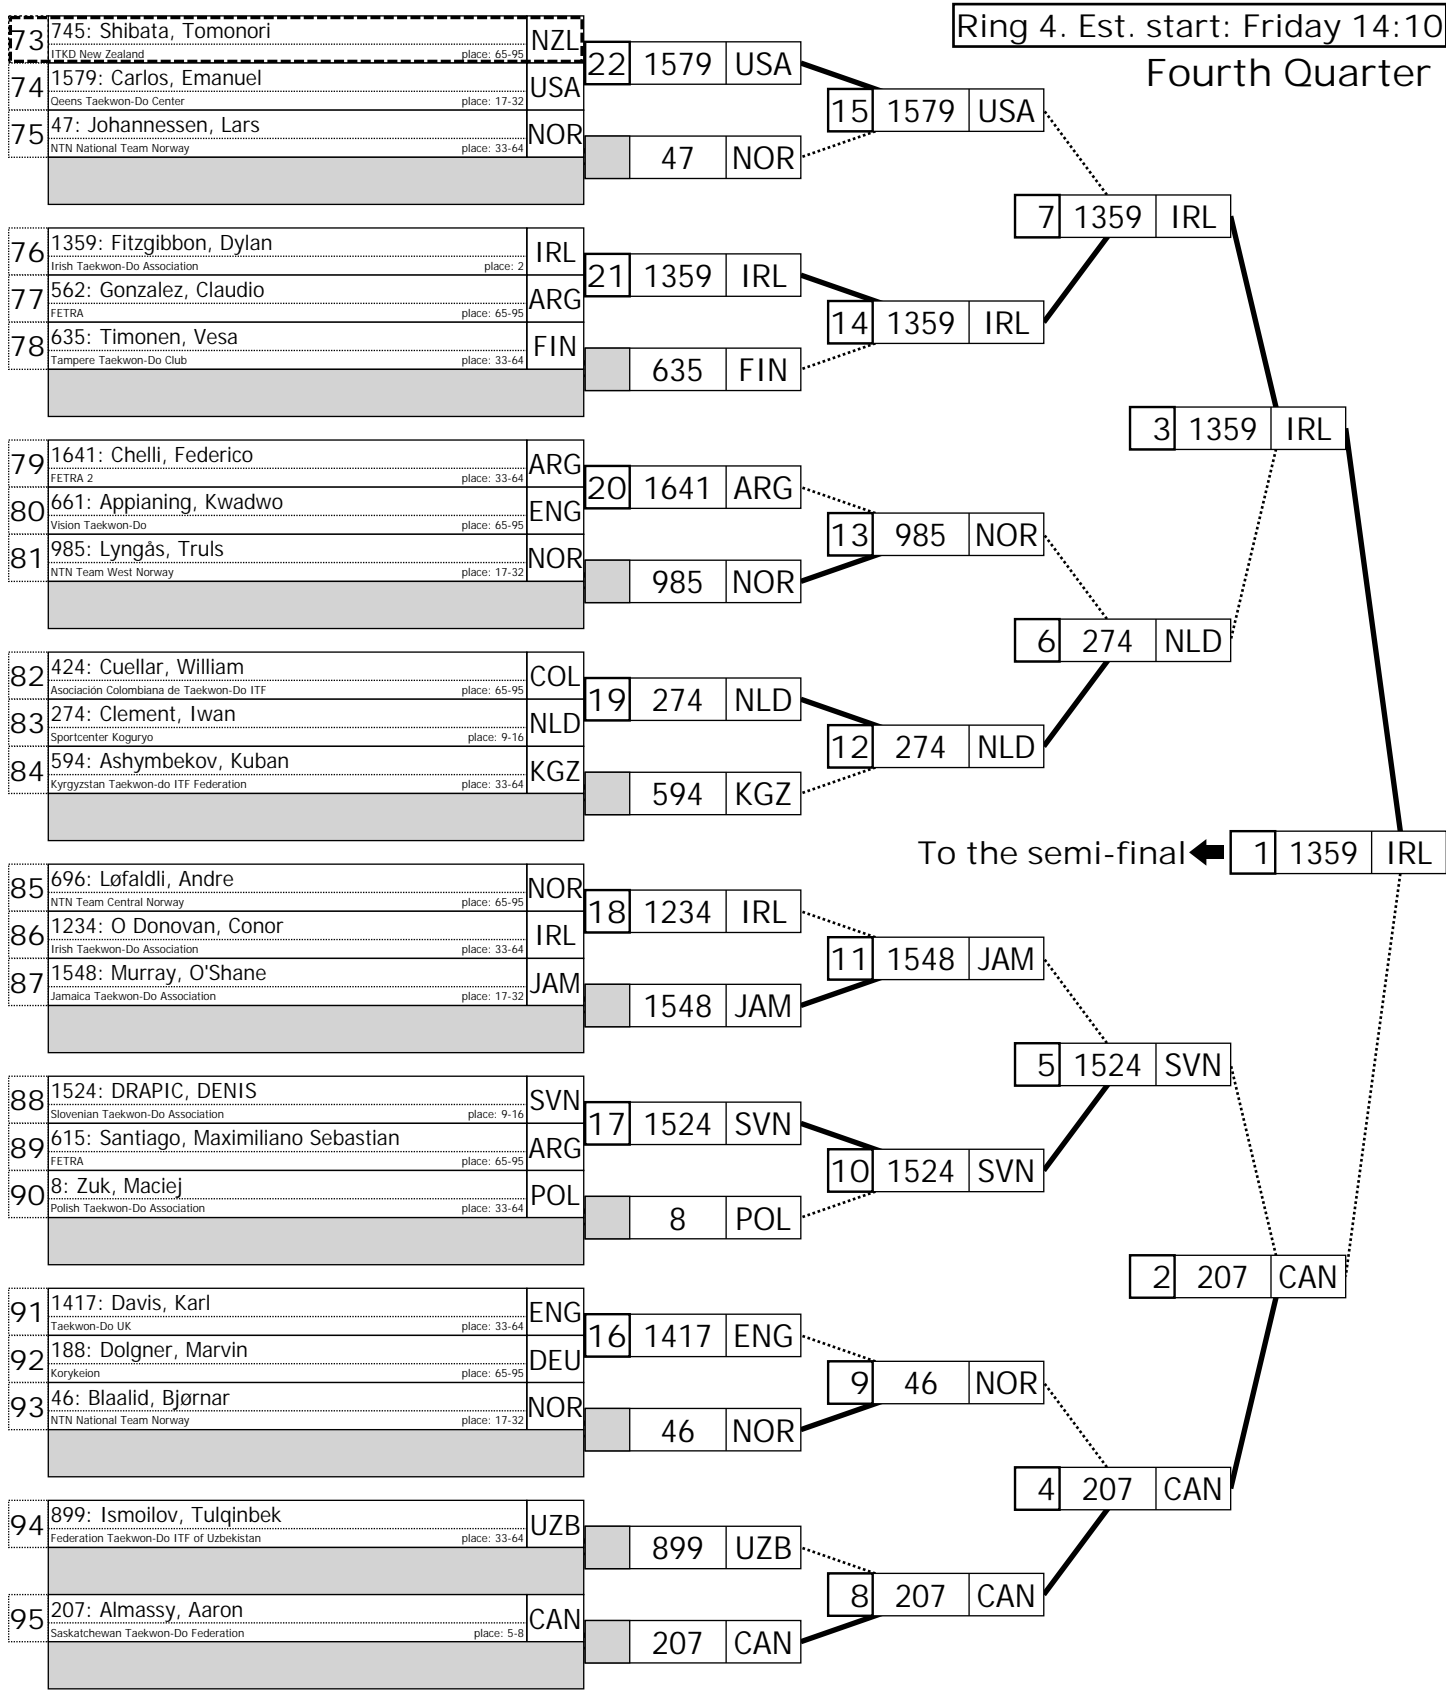 Ring 4. Est. start: Friday 14:10
Fourth Quarter
73 745: Shibata, Tomonori NZL
ITKD New Zealand place: 65-95
74 1579: Carlos, Emanuel USA
Qeens Taekwon-Do Center place: 17-32
75 47: Johannessen, Lars NOR
NTN National Team Norway place: 33-64
76 1359: Fitzgibbon, Dylan IRL
Irish Taekwon-Do Association place: 2
77 562: Gonzalez, Claudio ARG
FETRA place: 65-95
78 635: Timonen, Vesa FIN
Tampere Taekwon-Do Club place: 33-64
79 1641: Chelli, Federico ARG
FETRA 2 place: 33-64
80 661: Appianing, Kwadwo ENG
Vision Taekwon-Do place: 65-95
81 985: Lyngås, Truls NOR
NTN Team West Norway place: 17-32
82 424: Cuellar, William COL
Asociación Colombiana de Taekwon-Do ITF place: 65-95
83 274: Clement, Iwan NLD
Sportcenter Koguryo place: 9-16
84 594: Ashymbekov, Kuban KGZ
Kyrgyzstan Taekwon-do ITF Federation place: 33-64
85 696: Løfaldli, Andre NOR
NTN Team Central Norway place: 65-95
86 1234: O Donovan, Conor IRL
Irish Taekwon-Do Association place: 33-64
87 1548: Murray, O'Shane JAM
Jamaica Taekwon-Do Association place: 17-32
88 1524: DRAPIC, DENIS SVN
Slovenian Taekwon-Do Association place: 9-16
89 615: Santiago, Maximiliano Sebastian ARG
FETRA place: 65-95
90 8: Zuk, Maciej POL
Polish Taekwon-Do Association place: 33-64
91 1417: Davis, Karl ENG
Taekwon-Do UK place: 33-64
92 188: Dolgner, Marvin DEU
Korykeion place: 65-95
93 46: Blaalid, Bjørnar NOR
NTN National Team Norway place: 17-32
94 899: Ismoilov, Tulqinbek UZB
Federation Taekwon-Do ITF of Uzbekistan place: 33-64
95 207: Almassy, Aaron CAN
Saskatchewan Taekwon-Do Federation place: 5-8
22 1579 USA
47 NOR
21 1359 IRL
635 FIN
20 1641 ARG
985 NOR
19 274 NLD
594 KGZ
18 1234 IRL
1548 JAM
17 1524 SVN
8 POL
16 1417 ENG
46 NOR
899 UZB
207 CAN
15 1579 USA
14 1359 IRL
13 985 NOR
12 274 NLD
11 1548 JAM
10 1524 SVN
9 46 NOR
8 207 CAN
7 1359 IRL
6 274 NLD
5 1524 SVN
4 207 CAN
3 1359 IRL
2 207 CAN
To the semi-final 1 1359 IRL